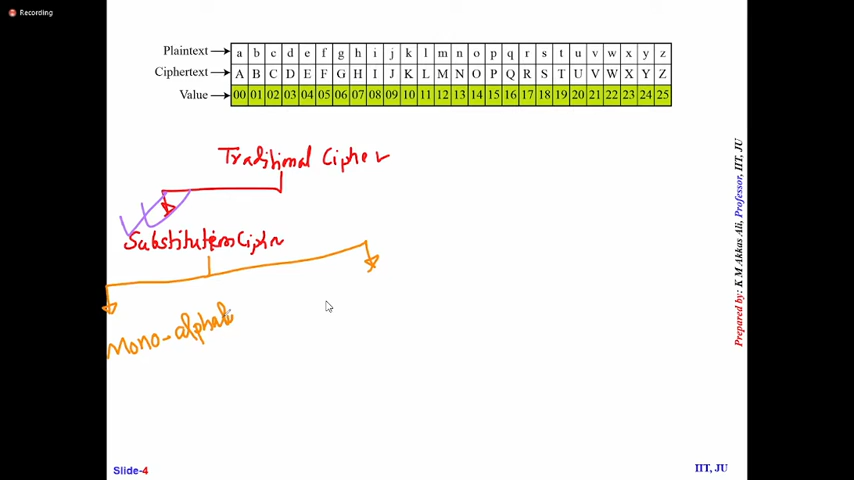 Recording
Plaintext a b c d e f g h i j k l m n o p q r s t u v w x y z
Ciphertext A B C D E F G H I J K L M N O P Q R S T U V W X Y Z
Value 00 01 02 03 04 05 06 07 08 09 10 11 12 13 14 15 16 17 18 19 20 21 22 23 24 25
Traditional Cipher
Substitution Cipher
Mono-alphab
Prepared by: K M Akkas Ali, Professor, IIT, JU
Slide-4
IIT, JU